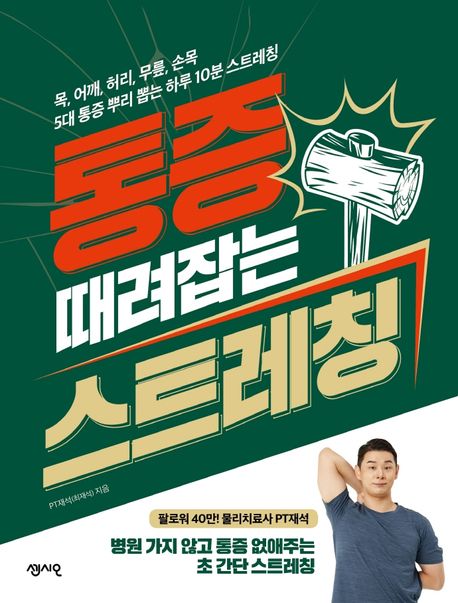 목, 어깨, 허리, 무릎, 손목
5대 통증 뿌리 뽑는 하루 10분 스트레칭
통증
때려잡는
스트레칭
PT재석(최재석) 지음
팔로워 40만! 물리치료사 PT재석
병원 가지 않고 통증 없애주는
초 간단 스트레칭
쎈시오